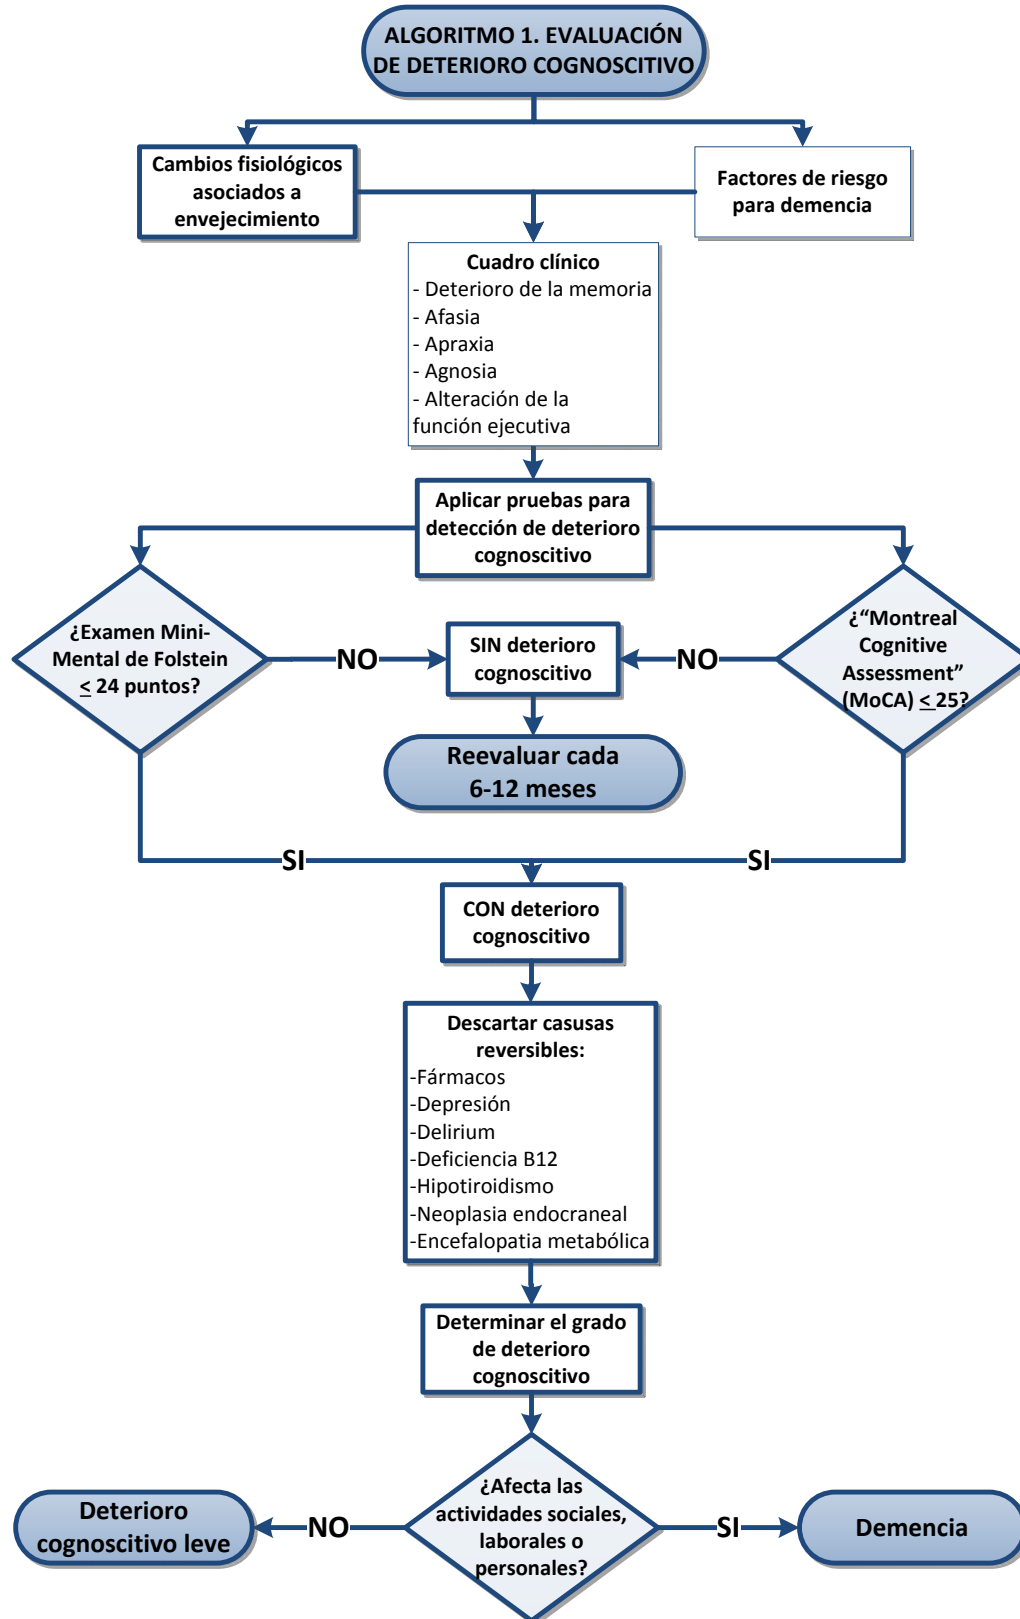 ALGORITMO 1. EVALUACIÓN
DE DETERIORO COGNOSCITIVO
Cambios fisiológicos
asociados a
envejecimiento
Factores de riesgo
para demencia
Cuadro clínico
- Deterioro de la memoria
- Afasia
- Apraxia
- Agnosia
- Alteración de la
función ejecutiva
Aplicar pruebas para
detección de deterioro
cognoscitivo
¿Examen Mini-
Mental de Folstein
< 24 puntos?
NO
SIN deterioro
cognoscitivo
NO
¿“Montreal
Cognitive
Assessment”
(MoCA) < 25?
Reevaluar cada
6-12 meses
SI
SI
CON deterioro
cognoscitivo
Descartar casusas
reversibles:
-Fármacos
-Depresión
-Delirium
-Deficiencia B12
-Hipotiroidismo
-Neoplasia endocraneal
-Encefalopatia metabólica
Determinar el grado
de deterioro
cognoscitivo
¿Afecta las
actividades sociales,
laborales o
personales?
NO
Deterioro
cognoscitivo leve
SI
Demencia